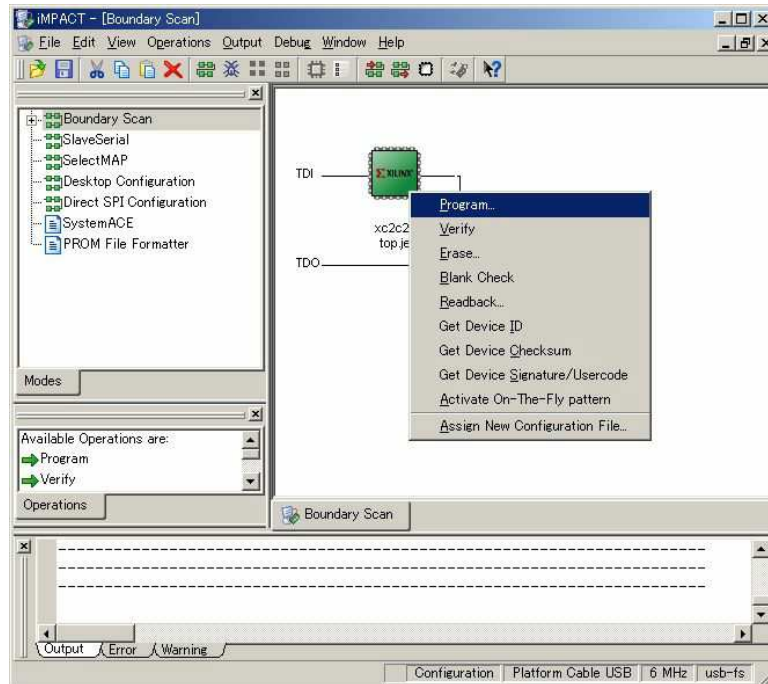 iMPACT - [Boundary Scan]
File Edit View Operations Output Debug Window Help
Boundary Scan
SlaveSerial
SelectMAP
Desktop Configuration
Direct SPI Configuration
SystemACE
PROM File Formatter
Modes
Available Operations are:
Program
Verify
Operations
TDI
XILINX
xc2c2
top.je
TDO
Program...
Verify
Erase...
Blank Check
Readback...
Get Device ID
Get Device Checksum
Get Device Signature/Usercode
Activate On-The-Fly pattern
Assign New Configuration File...
Boundary Scan
Output Error Warning
Configuration Platform Cable USB 6 MHz usb-fs